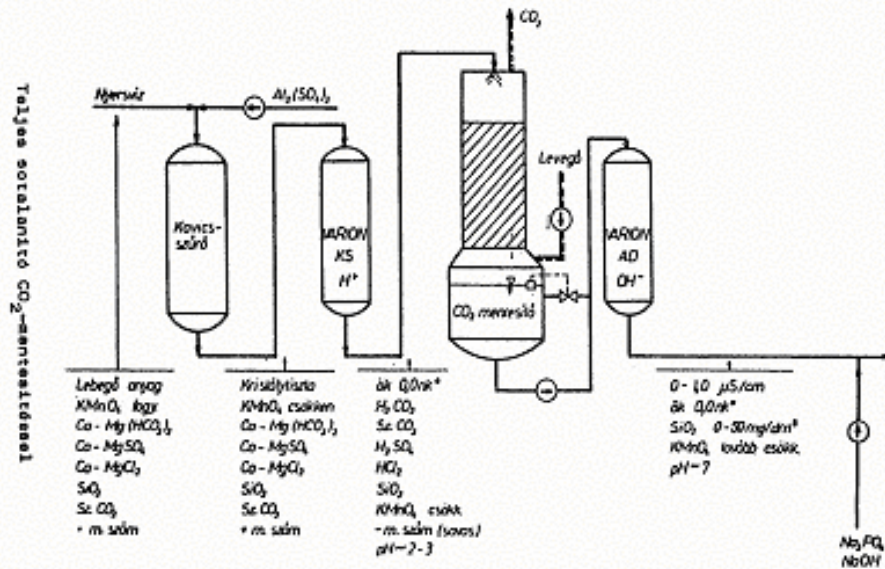 Teljes sótalanító CO₂-mentesítéssel
CO₂
Nyersvíz
Al₂(SO₄)₃
Levegő
Kavics-
szűrő
VARION
KS
H⁺
CO₂ mentesítő
VARION
AD
OH⁻
Lebegő anyag
KMnO₄ fogy
Ca - Mg(HCO₃)₂
Ca - MgSO₄
Ca - MgCl₂
SiO₂
Sz CO₂
+ m. szám
Kristálytiszta
KMnO₄ csökken
Ca - Mg(HCO₃)₂
Ca - MgSO₄
Ca - MgCl₂
SiO₂
Sz CO₂
+ m. szám
ök 0,0nk°
H₂CO₃
Sz CO₂
H₂SO₄
HCl₂
SiO₂
KMnO₄ csökk.
- m. szám (savas)
pH~2-3
0-1,0 µS/cm
ök 0,0nk°
SiO₂ 0-50mg/dm³
KMnO₄ tovább csökk.
pH~7
Na₃PO₄
NaOH